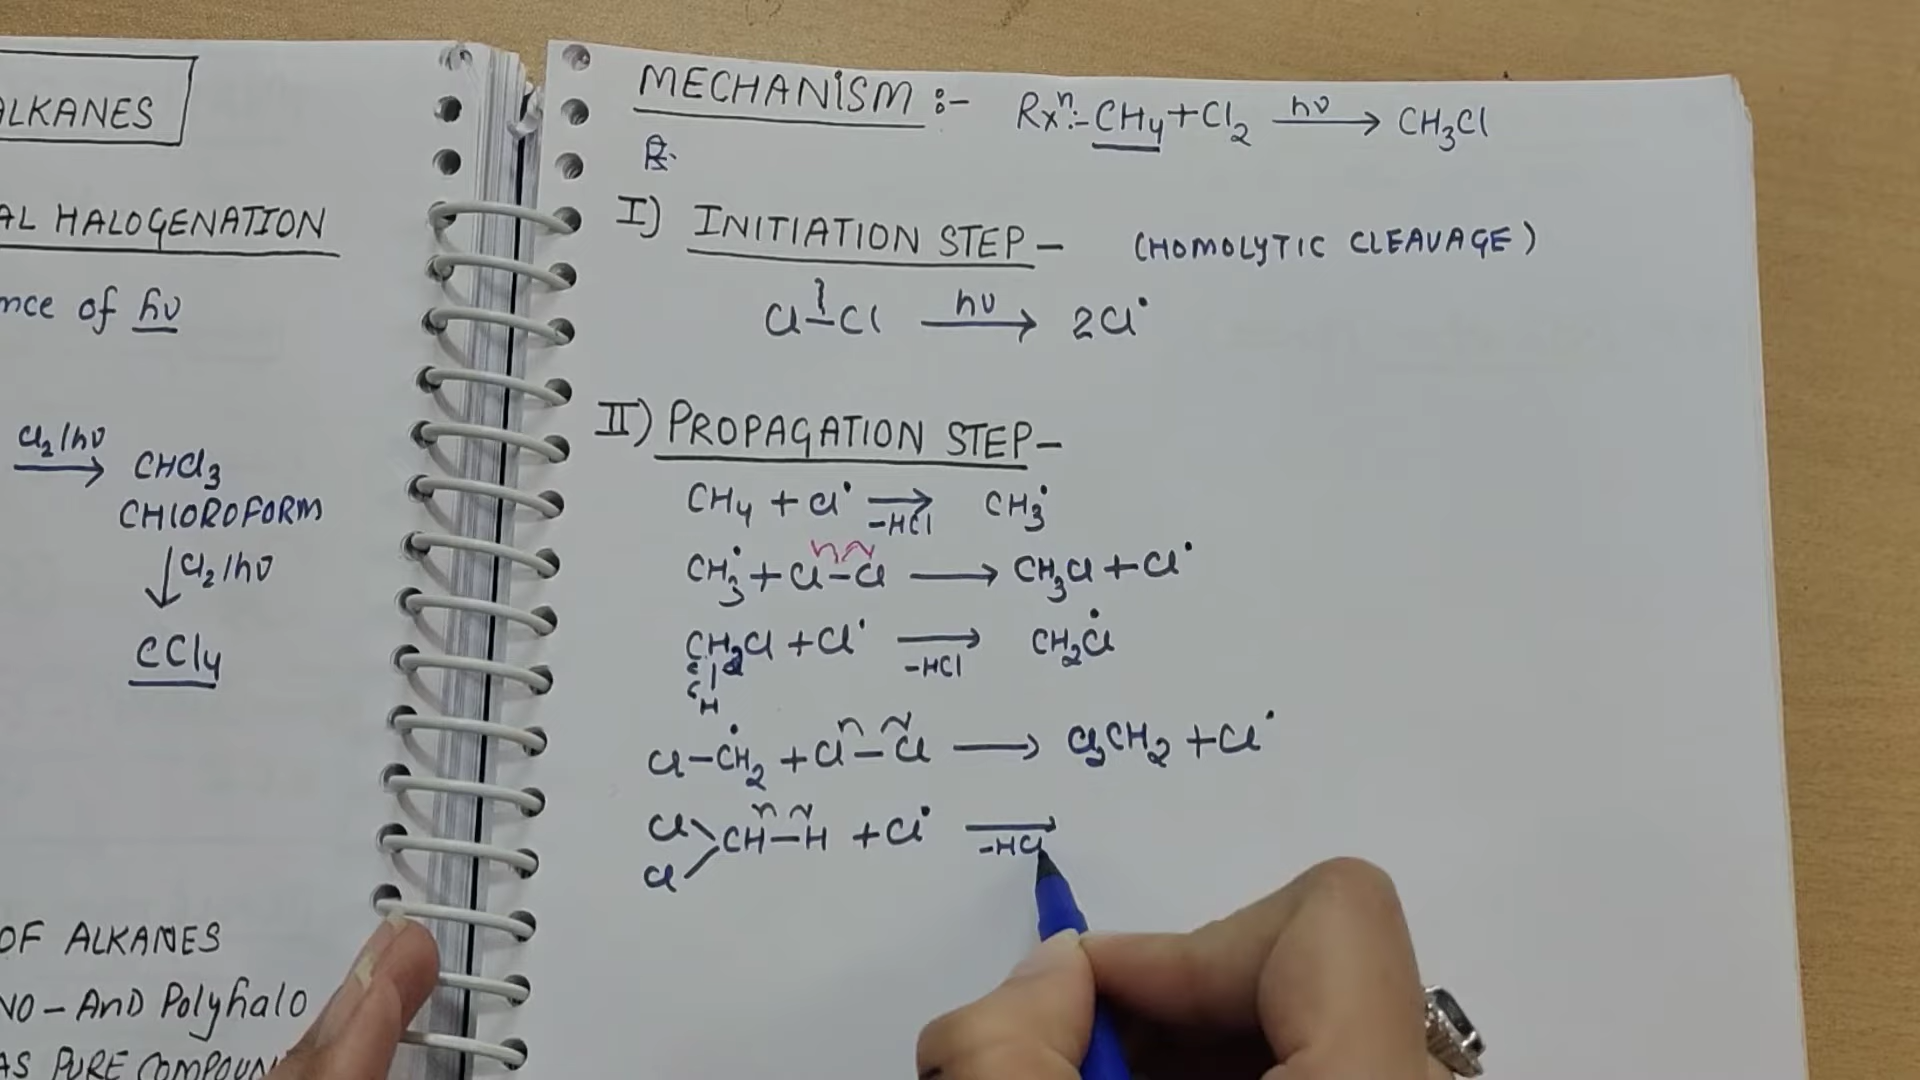 ALKANES
AL HALOGENATION
nce of hν
Cl2/hν
CHCl3
CHLOROFORM
↓Cl2/hν
CCl4
OF ALKANES
NO-AND Polyhalo
AS PURE COMPOUN
MECHANISM :- Rxⁿ:- CH4 + Cl2 hν→ CH3Cl
I) INITIATION STEP - (HOMOLYTIC CLEAVAGE)
Cl-Cl hν→ 2Cl•
II) PROPAGATION STEP -
CH4 + Cl• →-HCl CH3•
CH3• + Cl-Cl → CH3Cl + Cl•
CH2Cl + Cl• →-HCl CH2Cl•
H
Cl-CH2• + Cl-Cl → CH2 + Cl•
Cl
Cl CH-H + Cl• →-HCl